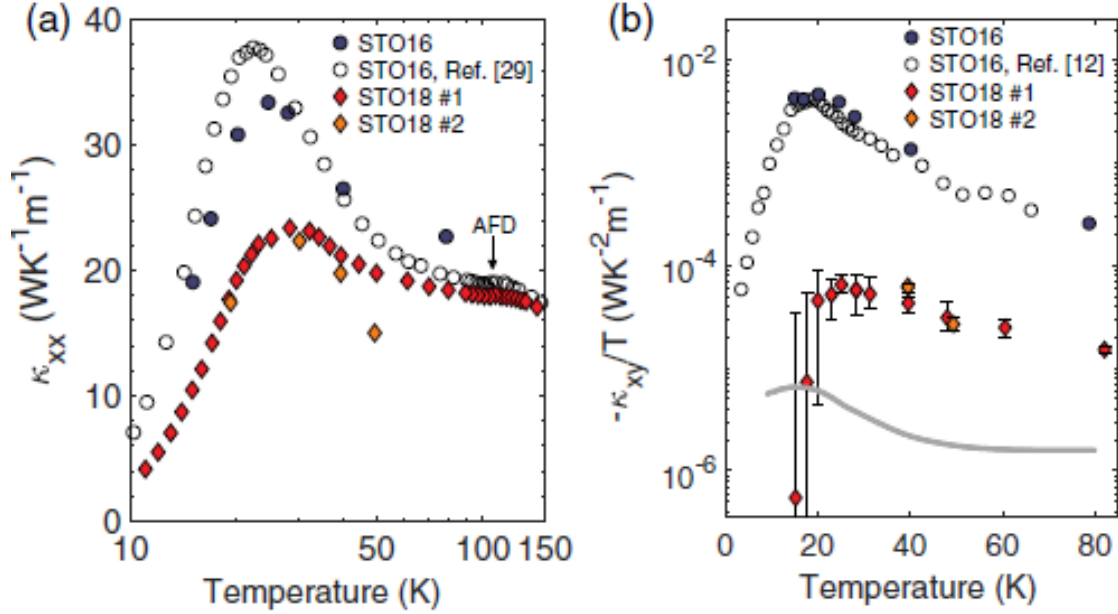 (a)
40
30
20
10
0
κxx (WK⁻¹m⁻¹)
STO16
STO16, Ref. [29]
STO18 #1
STO18 #2
AFD
10
50
100
150
Temperature (K)
(b)
10⁻²
10⁻⁴
10⁻⁶
-κxy/T (WK⁻²m⁻¹)
STO16
STO16, Ref. [12]
STO18 #1
STO18 #2
0
20
40
60
80
Temperature (K)